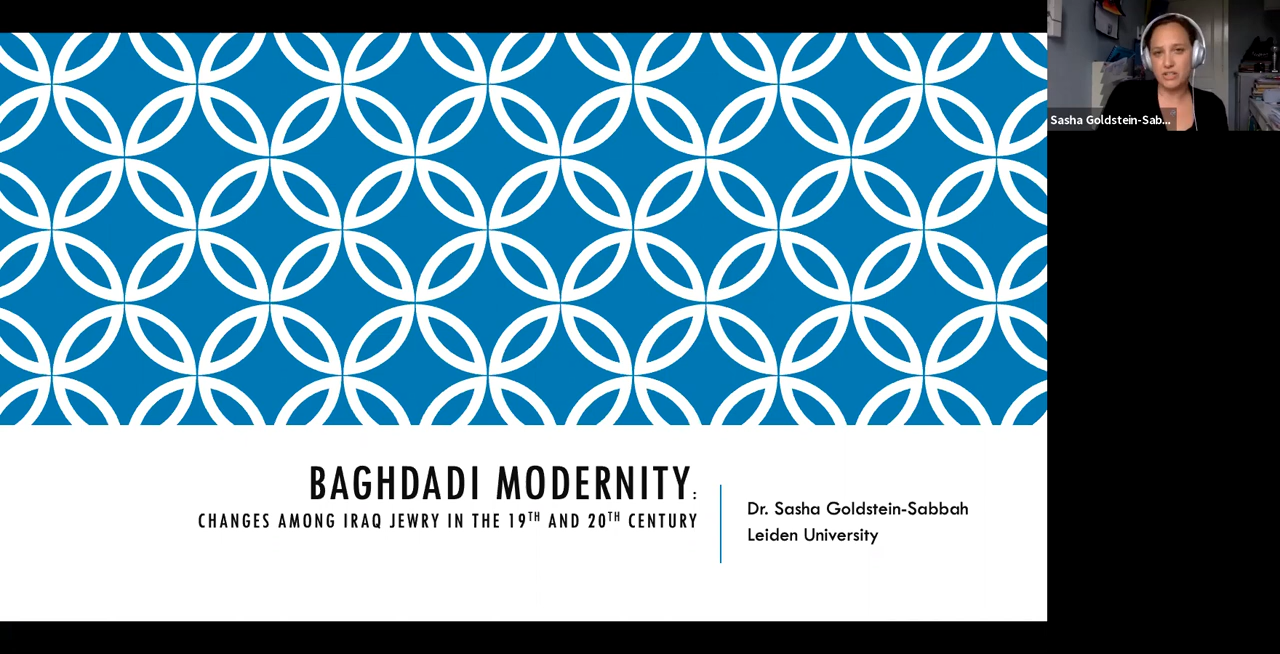 Sasha Goldstein-Sab...
BAGHDADI MODERNITY:
CHANGES AMONG IRAQ JEWRY IN THE 19TH AND 20TH CENTURY
Dr. Sasha Goldstein-Sabbah
Leiden University